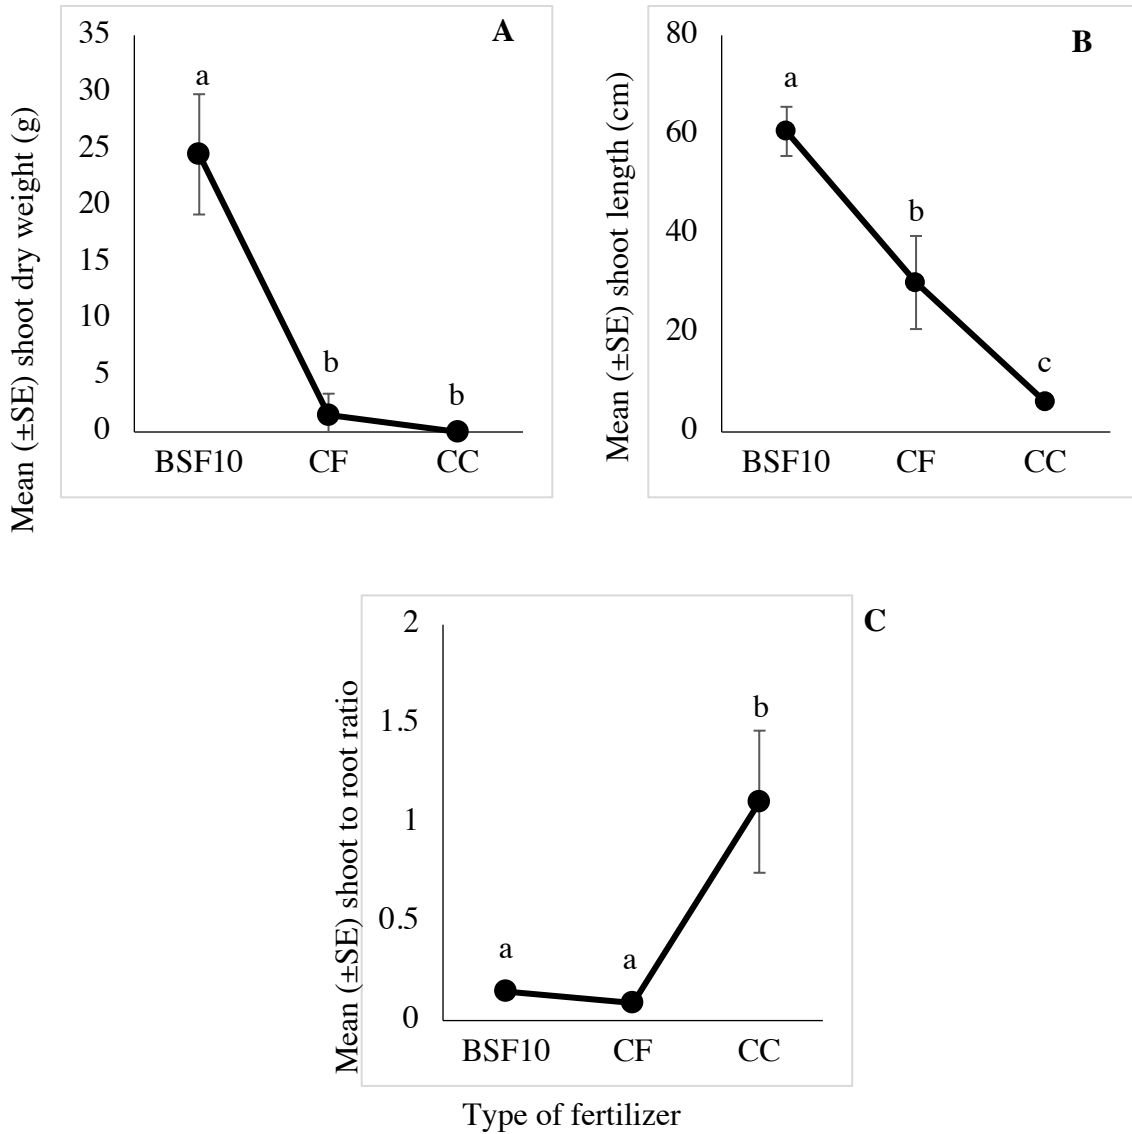 A
Mean (±SE) shoot dry weight (g)
35
30
25
20
15
10
5
0
a
b
b
BSF10 CF CC
B
Mean (±SE) shoot length (cm)
80
60
40
20
0
a
b
c
BSF10 CF CC
C
Mean (±SE) shoot to root ratio
2
1.5
1
0.5
0
a
a
b
BSF10 CF CC
Type of fertilizer